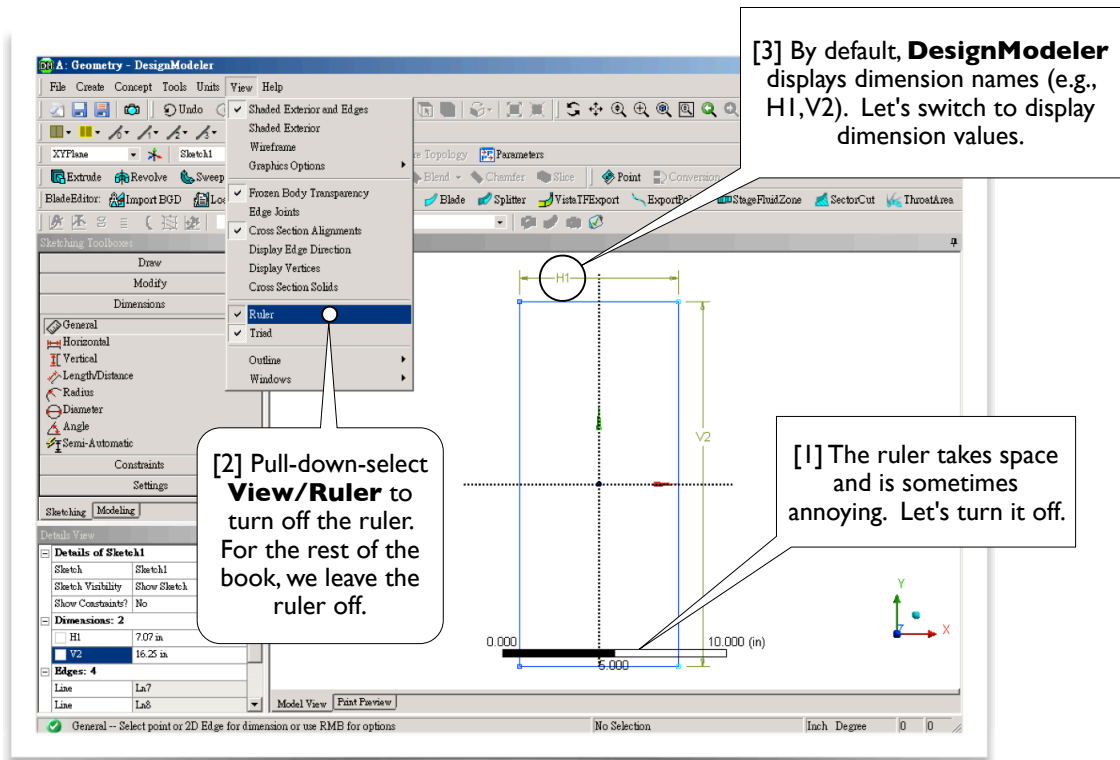 [3] By default, DesignModeler
displays dimension names (e.g.,
H1,V2). Let's switch to display
dimension values.
A: Geometry - DesignModeler
File Create Concept Tools Units View Help
Undo
Shaded Exterior and Edges
Shaded Exterior
Wireframe
Graphics Options
Frozen Body Transparency
Edge Joints
Cross Section Alignments
Display Edge Direction
Display Vertices
Cross Section Solids
Ruler
Triad
Outline
Windows
XYPlane Sketch1 Topology Parameters
Extrude Revolve Sweep Blend Chamfer Slice Point Conversion
BladeEditor: Import BGD Loa Blade Splitter VistaTFExport ExportPo StageFluidZone SectorCut ThroatArea
Sketching Toolboxes
Draw
Modify
Dimensions
General
Horizontal
Vertical
Length/Distance
Radius
Diameter
Angle
Semi-Automatic
Constraints
Settings
Sketching Modeling
H1
V2
[2] Pull-down-select
View/Ruler to
turn off the ruler.
For the rest of the
book, we leave the
ruler off.
[1] The ruler takes space
and is sometimes
annoying. Let's turn it off.
Details View
Details of Sketch1
Sketch Sketch1
Sketch Visibility Show Sketch
Show Constraints? No
Dimensions: 2
H1 7.07 in
V2 16.25 in
Edges: 4
Line Ln7
Line Ln8
Y
X
Z
0.000 10.000 (in)
5.000
Model View Print Preview
General -- Select point or 2D Edge for dimension or use RMB for options No Selection Inch Degree 0 0